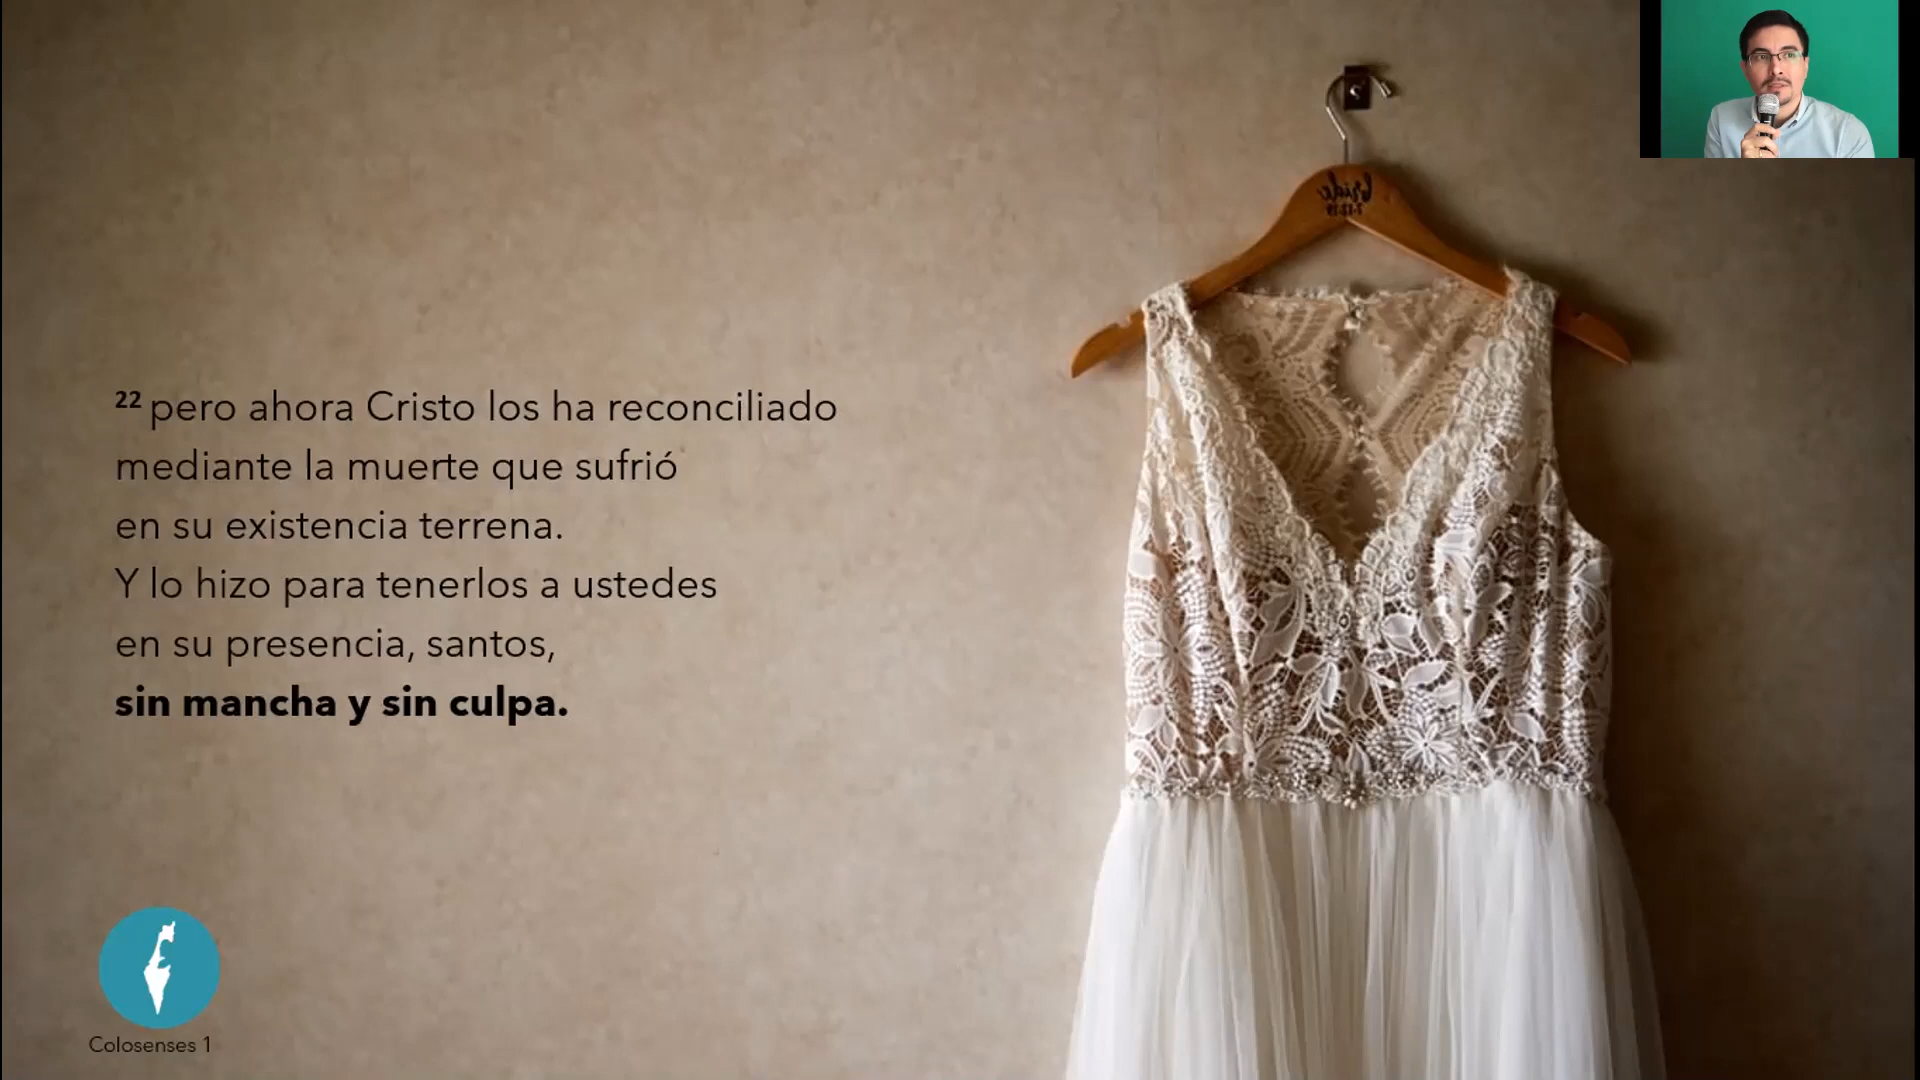 22 pero ahora Cristo los ha reconciliado
mediante la muerte que sufrió
en su existencia terrena.
Y lo hizo para tenerlos a ustedes
en su presencia, santos,
sin mancha y sin culpa.
Colosenses 1
bride